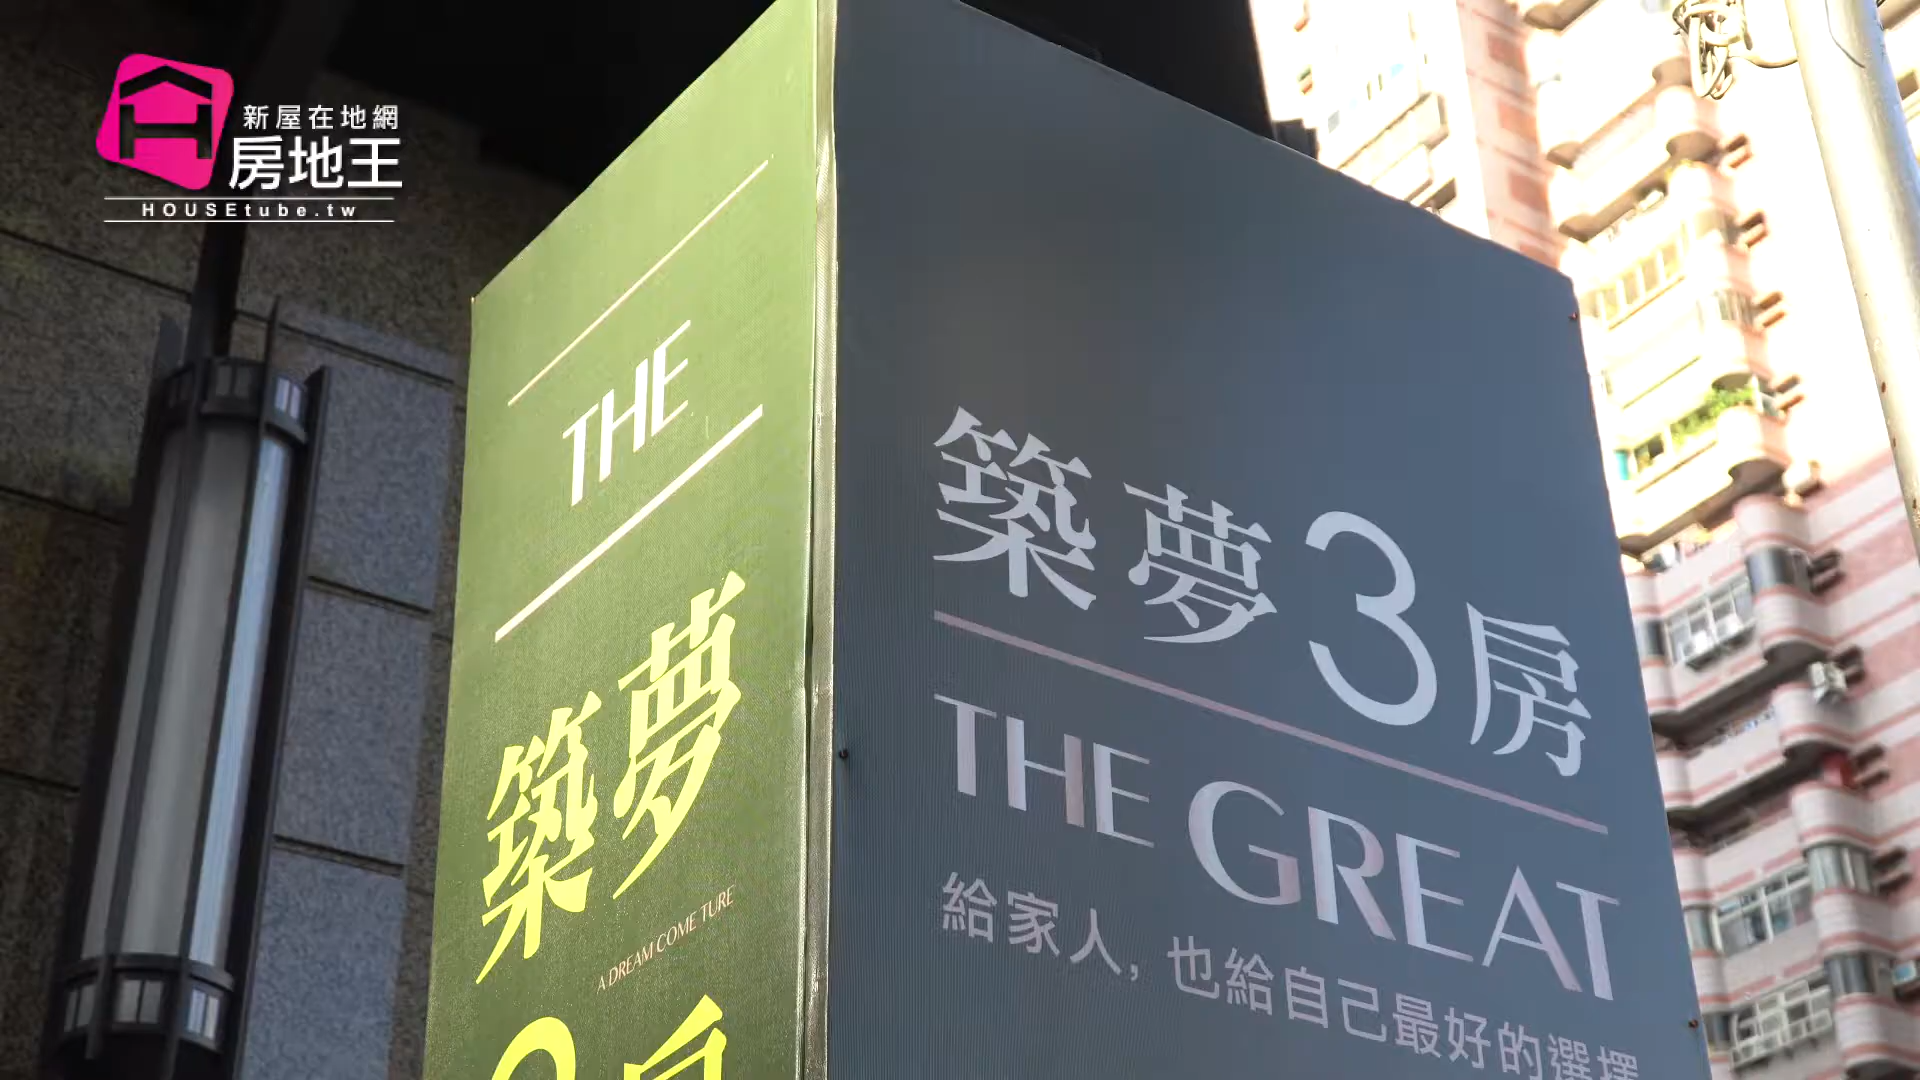 新屋在地網
房地王
HOUSEtube.tw
THE
築夢
A DREAM COME TURE
築夢3房
THE GREAT
給家人，也給自己最好的選擇